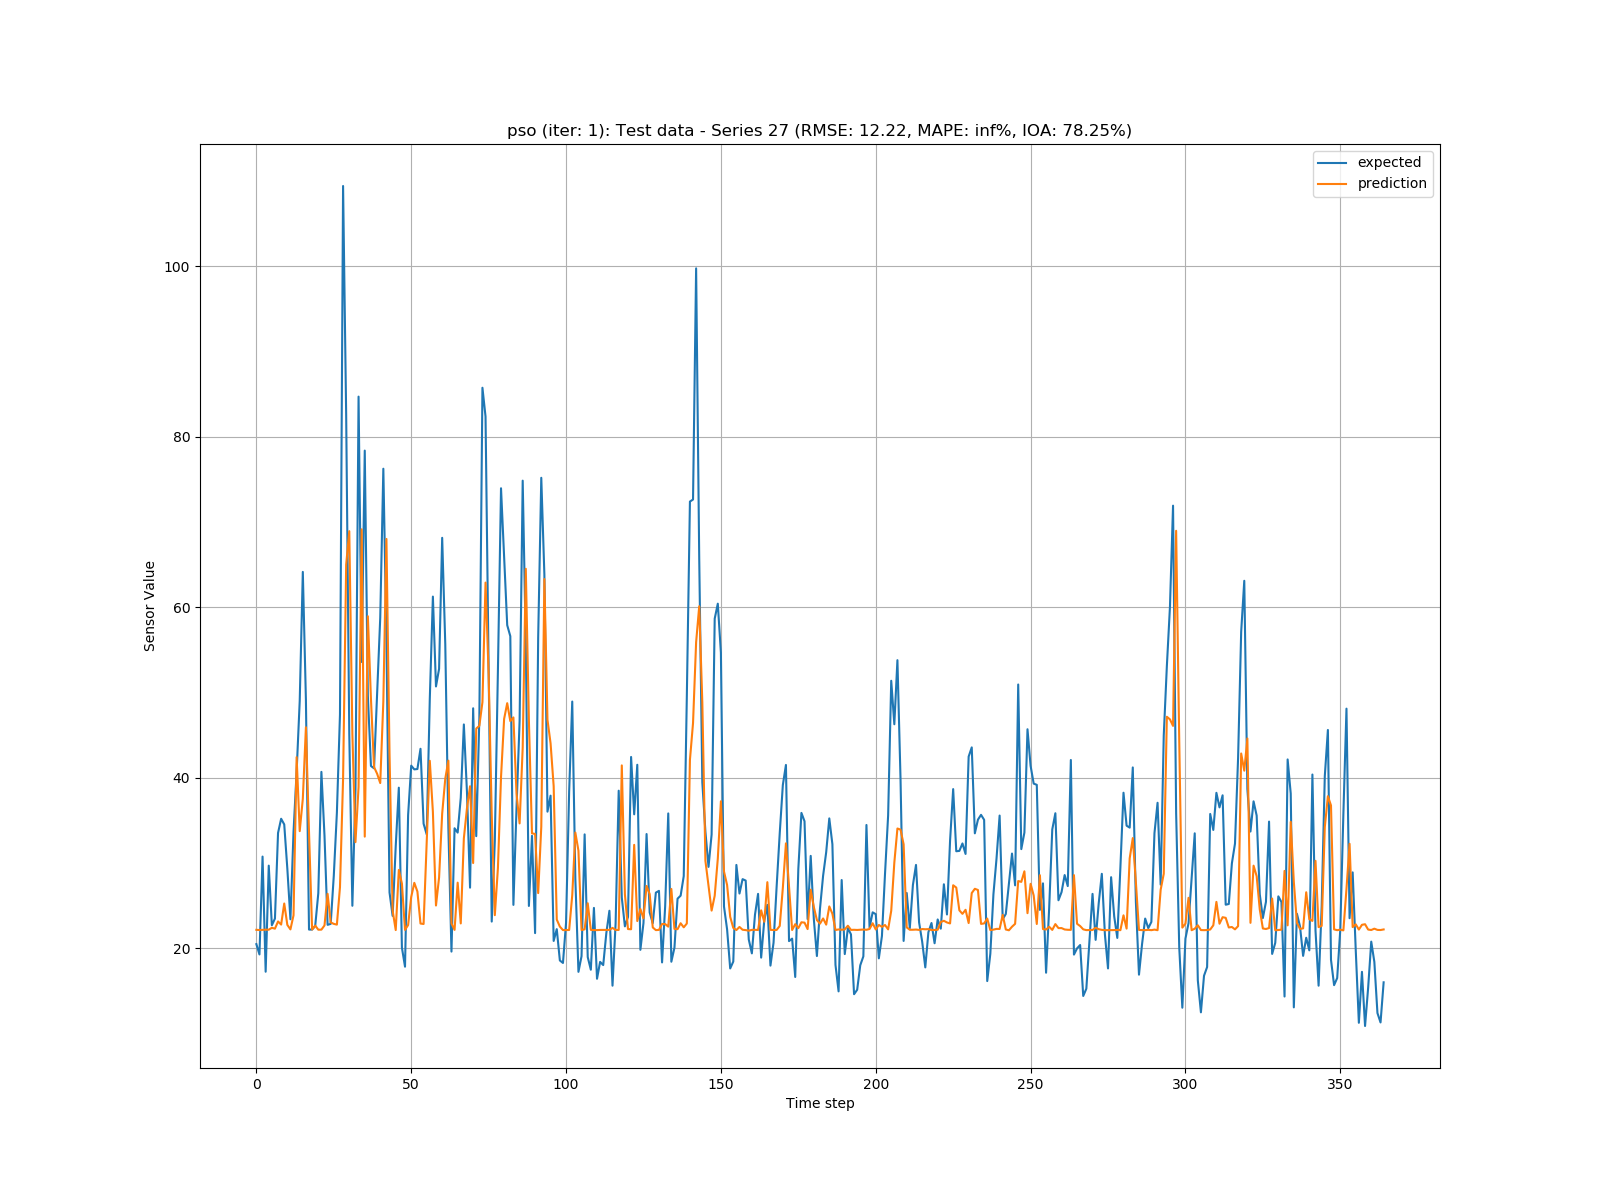 pso (iter: 1): Test data - Series 27 (RMSE: 12.22, MAPE: inf%, IOA: 78.25%)
expected
prediction
100
80
60
40
20
Sensor Value
0 50 100 150 200 250 300 350
Time step